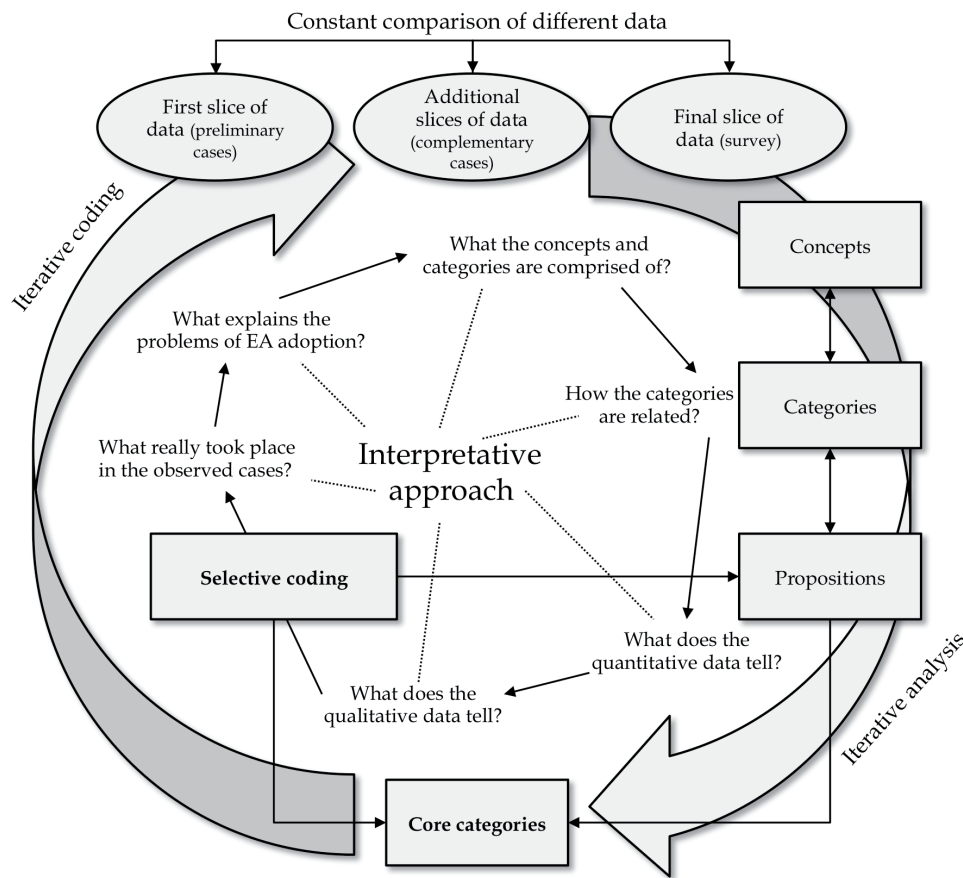 Constant comparison of different data
First slice of
data (preliminary
cases)
Additional
slices of data
(complementary
cases)
Final slice of
data (survey)
Iterative coding
What the concepts and
categories are comprised of?
Concepts
What explains the
problems of EA adoption?
How the categories
are related?
Categories
What really took place
in the observed cases?
Interpretative
approach
Selective coding
Propositions
What does the
quantitative data tell?
What does the
qualitative data tell?
Iterative analysis
Core categories